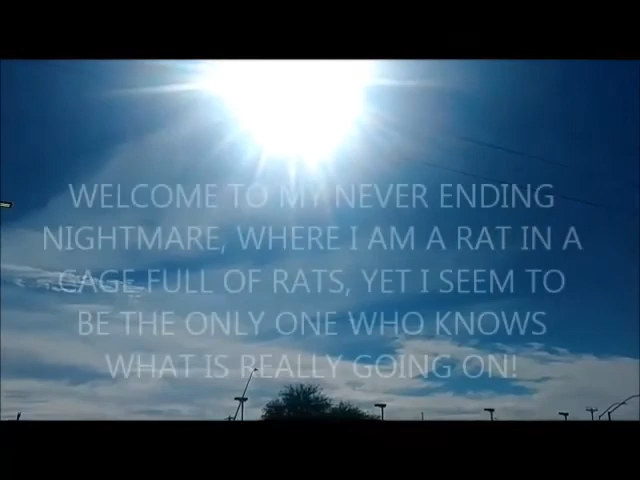 WELCOME TO MY NEVER ENDING
NIGHTMARE, WHERE I AM A RAT IN A
CAGE FULL OF RATS, YET I SEEM TO
BE THE ONLY ONE WHO KNOWS
WHAT IS REALLY GOING ON!